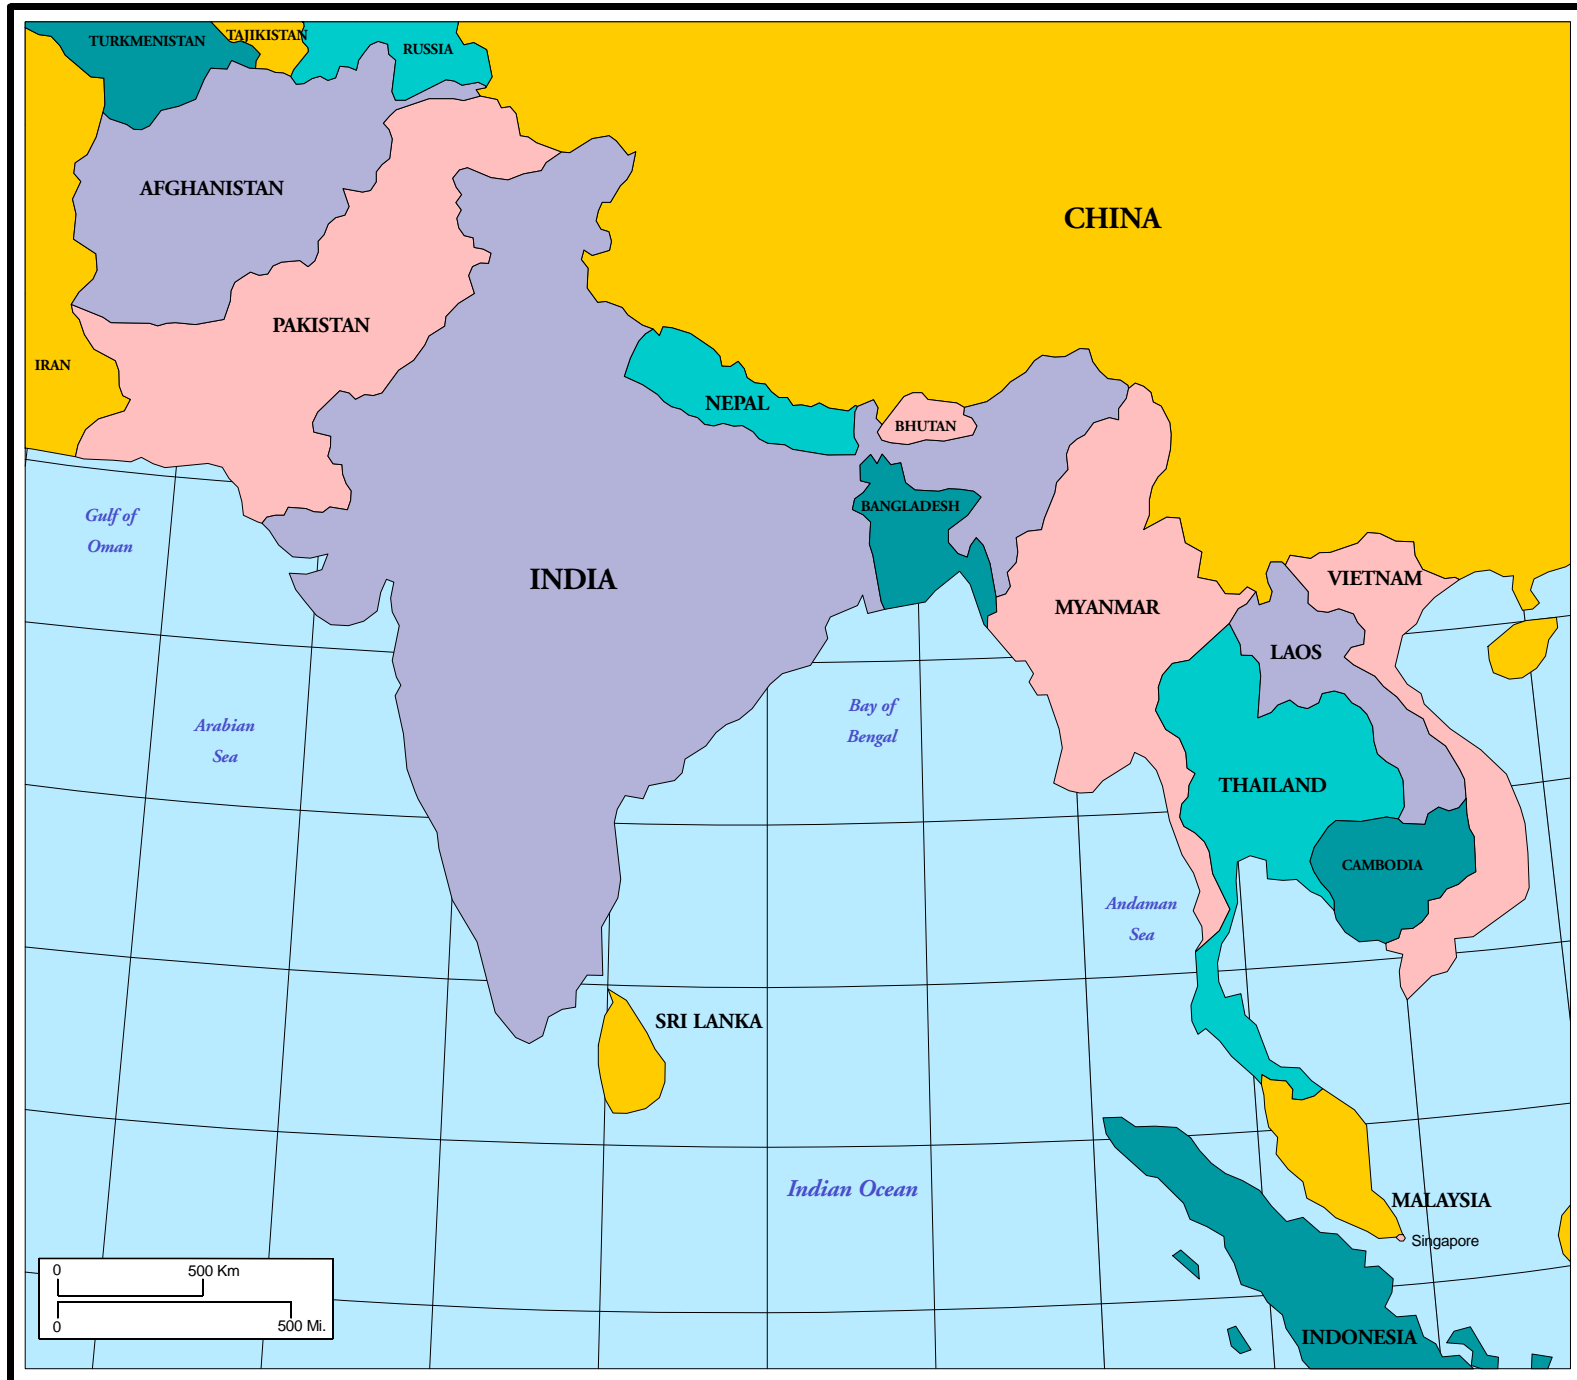 TURKMENISTAN
TAJIKISTAN
RUSSIA
AFGHANISTAN
CHINA
PAKISTAN
IRAN
NEPAL
BHUTAN
BANGLADESH
Gulf of
Oman
INDIA
VIETNAM
MYANMAR
LAOS
Arabian
Sea
Bay of
Bengal
THAILAND
CAMBODIA
Andaman
Sea
SRI LANKA
Indian Ocean
MALAYSIA
Singapore
INDONESIA
0 500 Km
0 500 Mi.